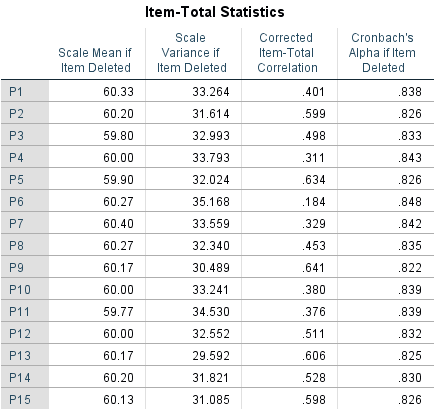 Item-Total Statistics
Scale Mean if Item Deleted Scale Variance if Item Deleted Corrected Item-Total Correlation Cronbach's Alpha if Item Deleted
P1 60.33 33.264 .401 .838
P2 60.20 31.614 .599 .826
P3 59.80 32.993 .498 .833
P4 60.00 33.793 .311 .843
P5 59.90 32.024 .634 .826
P6 60.27 35.168 .184 .848
P7 60.40 33.559 .329 .842
P8 60.27 32.340 .453 .835
P9 60.17 30.489 .641 .822
P10 60.00 33.241 .380 .839
P11 59.77 34.530 .376 .839
P12 60.00 32.552 .511 .832
P13 60.17 29.592 .606 .825
P14 60.20 31.821 .528 .830
P15 60.13 31.085 .598 .826